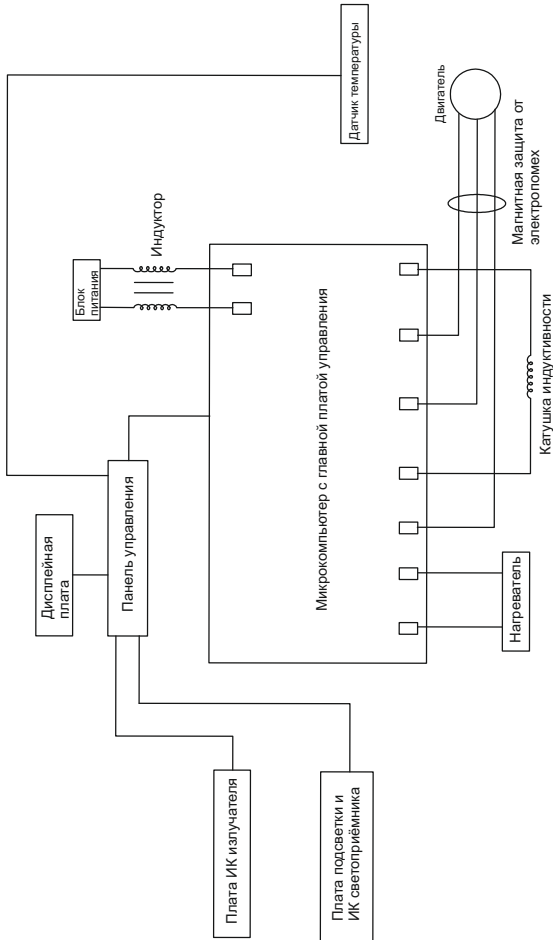 Датчик температуры
Двигатель
Магнитная защита от
электропомех
Индуктор
Блок
питания
Катушка индуктивности
Микрокомпьютер с главной платой управления
Панель управления
Дисплейная
плата
Нагреватель
Плата ИК излучателя
Плата подсветки и
ИК светоприёмника